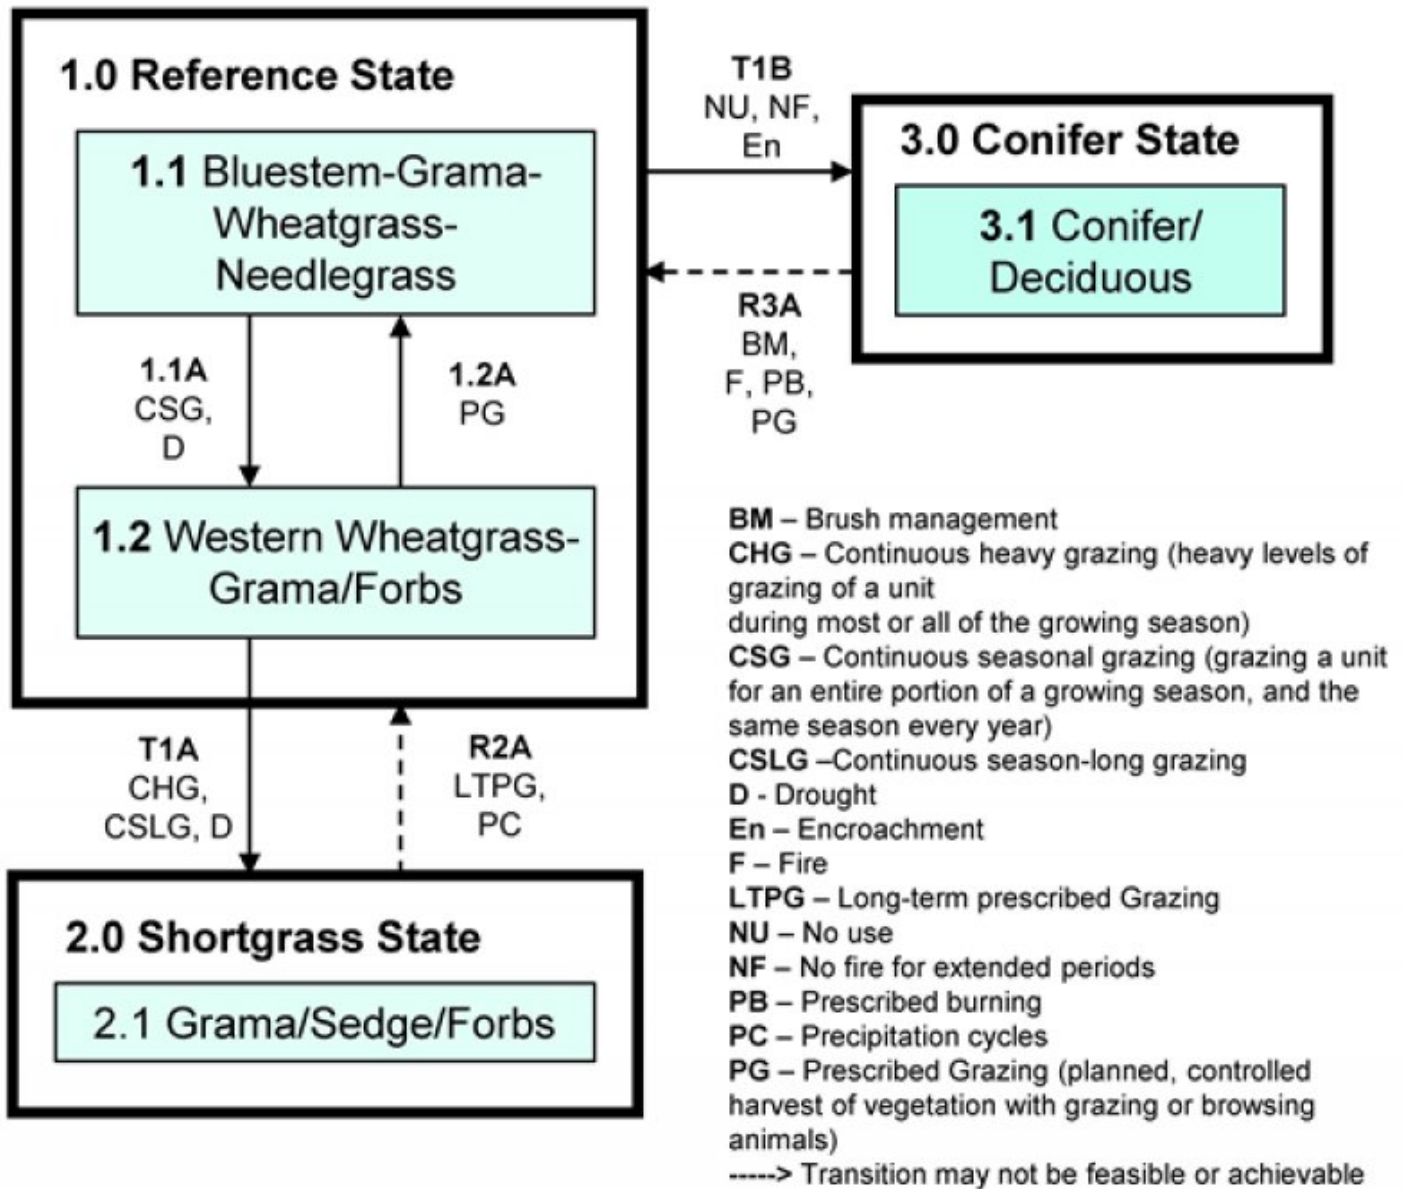 1.0 Reference State
1.1 Bluestem-Grama-
Wheatgrass-
Needlegrass
1.1A
CSG,
D
1.2A
PG
1.2 Western Wheatgrass-
Grama/Forbs
T1B
NU, NF,
En
R3A
BM,
F, PB,
PG
3.0 Conifer State
3.1 Conifer/
Deciduous
T1A
CHG,
CSLG, D
R2A
LTPG,
PC
2.0 Shortgrass State
2.1 Grama/Sedge/Forbs
BM – Brush management
CHG – Continuous heavy grazing (heavy levels of
grazing of a unit
during most or all of the growing season)
CSG – Continuous seasonal grazing (grazing a unit
for an entire portion of a growing season, and the
same season every year)
CSLG –Continuous season-long grazing
D - Drought
En – Encroachment
F – Fire
LTPG – Long-term prescribed Grazing
NU – No use
NF – No fire for extended periods
PB – Prescribed burning
PC – Precipitation cycles
PG – Prescribed Grazing (planned, controlled
harvest of vegetation with grazing or browsing
animals)
-----> Transition may not be feasible or achievable